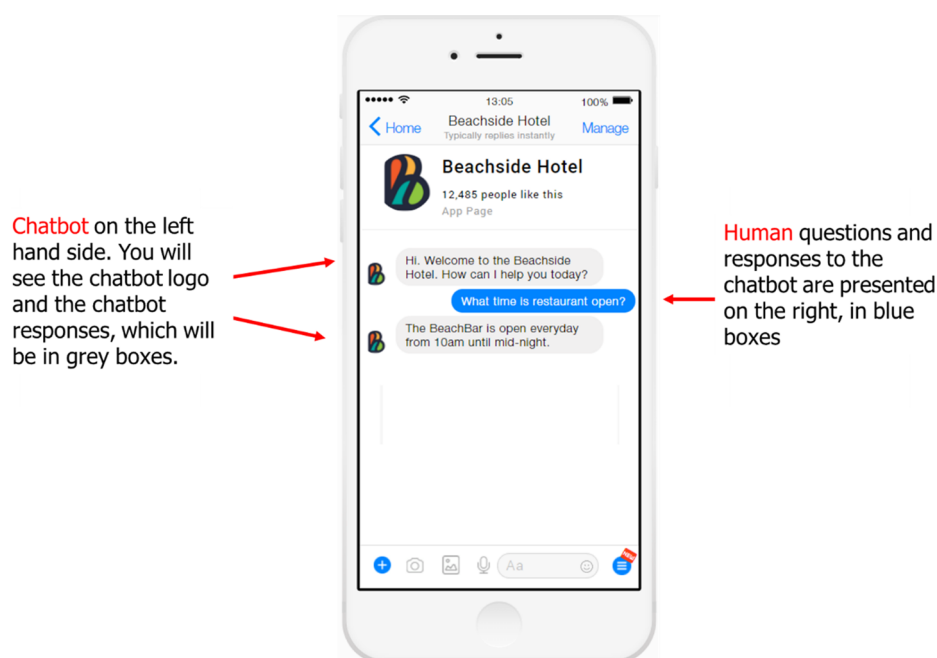 13:05
100%
Home
Beachside Hotel
Manage
Typically replies instantly
Beachside Hotel
12,485 people like this
App Page
Chatbot on the left
hand side. You will
see the chatbot logo
and the chatbot
responses, which will
be in grey boxes.
Hi. Welcome to the Beachside
Hotel. How can I help you today?
What time is restaurant open?
The BeachBar is open everyday
from 10am until mid-night.
Human questions and
responses to the
chatbot are presented
on the right, in blue
boxes
Aa